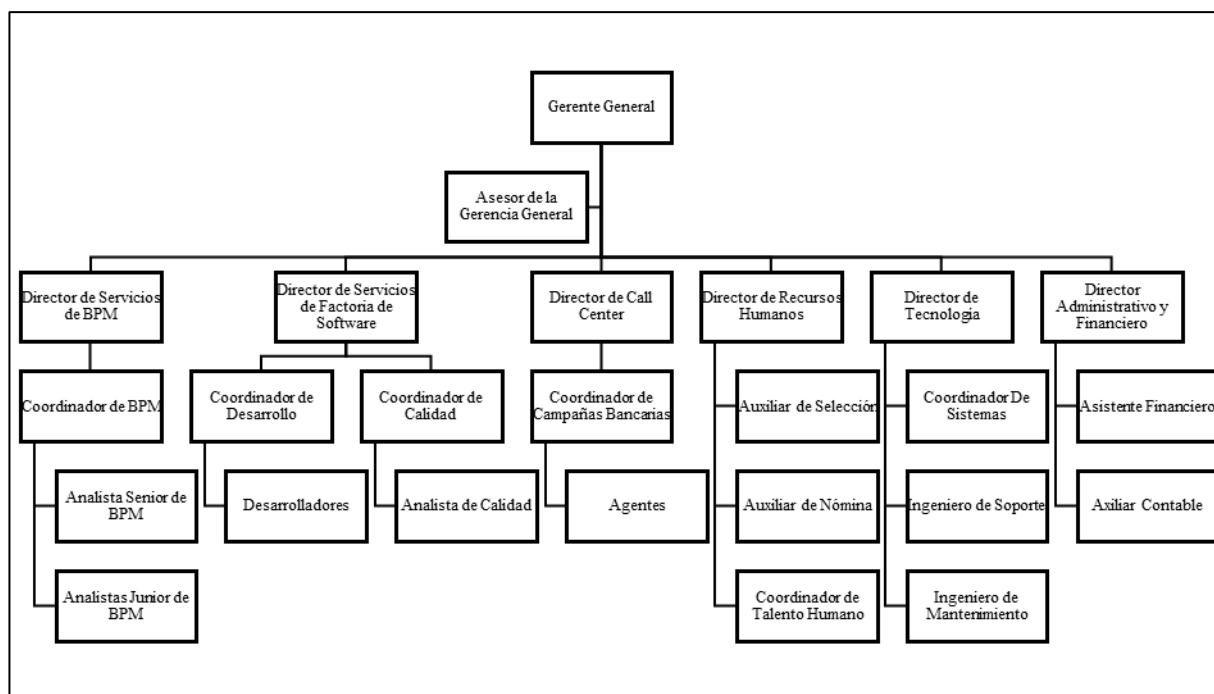 Gerente General
Asesor de la
Gerencia General
Director de Servicios
de BPM
Director de Servicios
de Factoria de
Software
Director de Call
Center
Director de Recursos
Humanos
Director de
Tecnologia
Director
Administrativo y
Financiero
Coordinador de BPM
Coordinador de
Desarrollo
Coordinador de
Calidad
Coordinador de
Campañas Bancarias
Auxiliar de Selección
Coordinador De
Sistemas
Asistente Financiero
Analista Senior de
BPM
Desarrolladores
Analista de Calidad
Agentes
Auxiliar de Nómina
Ingeniero de Soporte
Axiliar Contable
Analistas Junior de
BPM
Coordinador de
Talento Humano
Ingeniero de
Mantenimiento